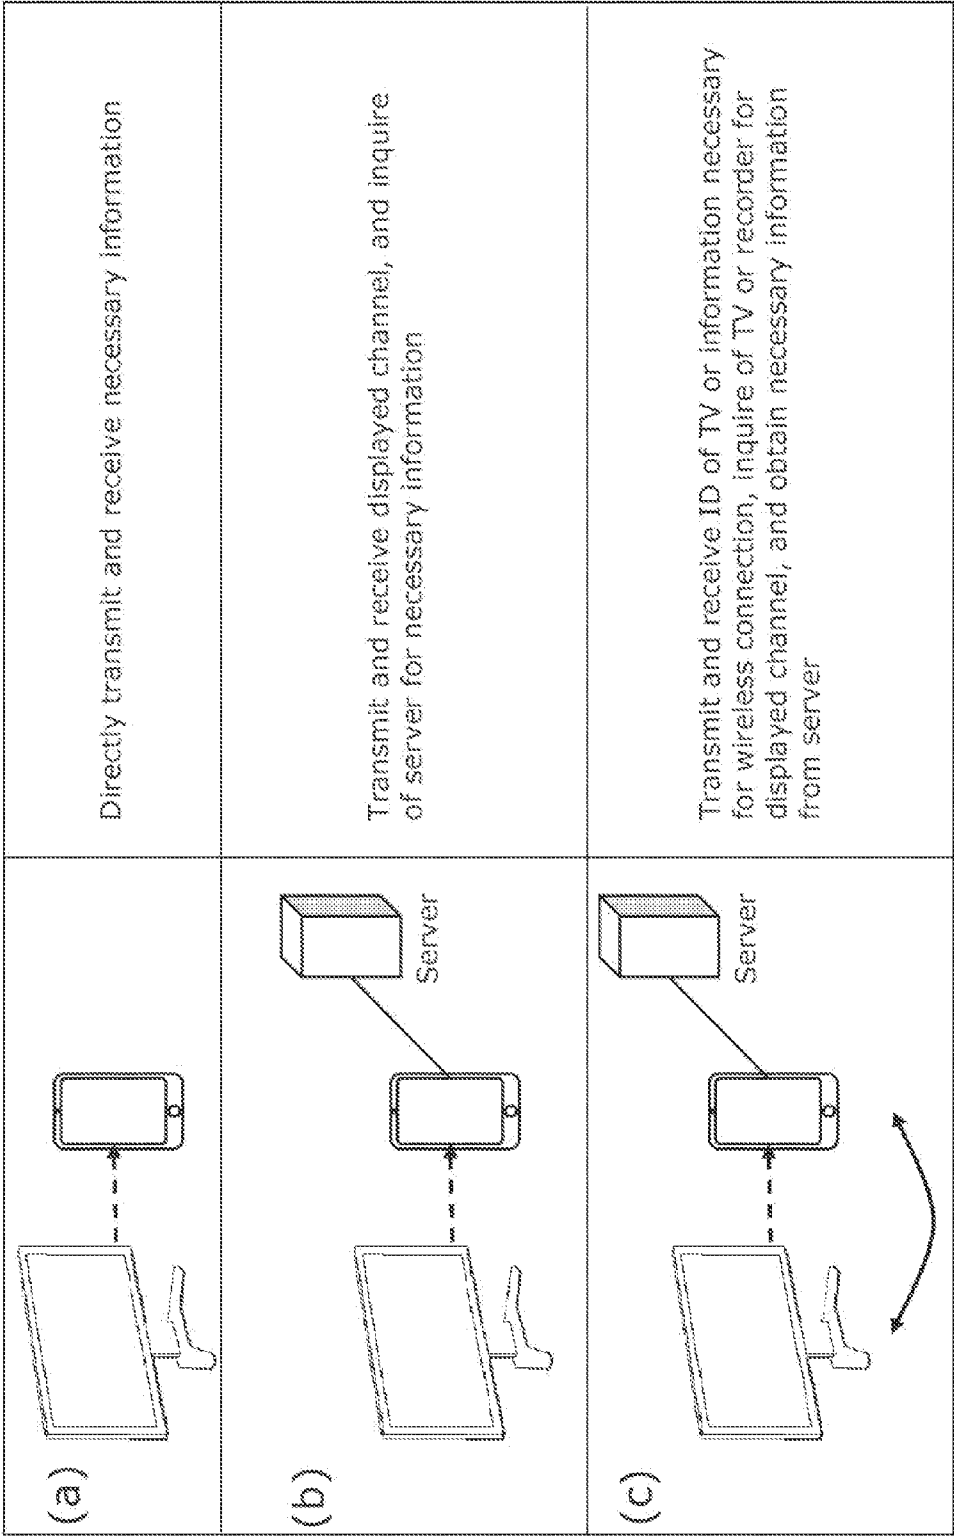 (a)
Directly transmit and receive necessary information
(b)
Server
Transmit and receive displayed channel, and inquire
of server for necessary information
(c)
Server
Transmit and receive ID of TV or information necessary
for wireless connection, inquire of TV or recorder for
displayed channel, and obtain necessary information
from server